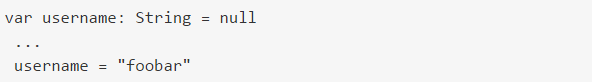 var username: String = null
...
username = "foobar"